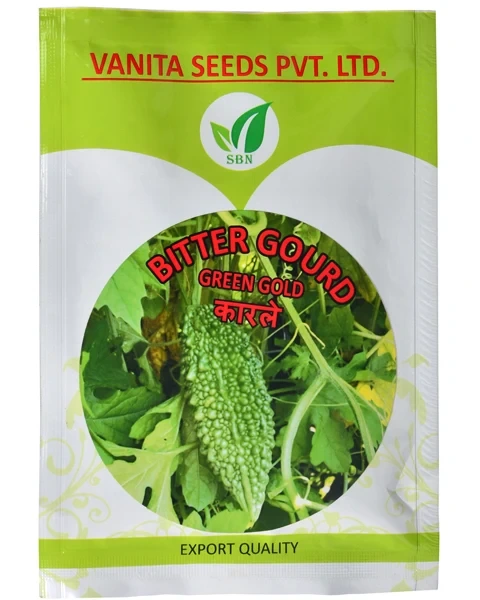 VANITA SEEDS PVT. LTD.
SBN
BITTER GOURD
GREEN GOLD
कारले
EXPORT QUALITY